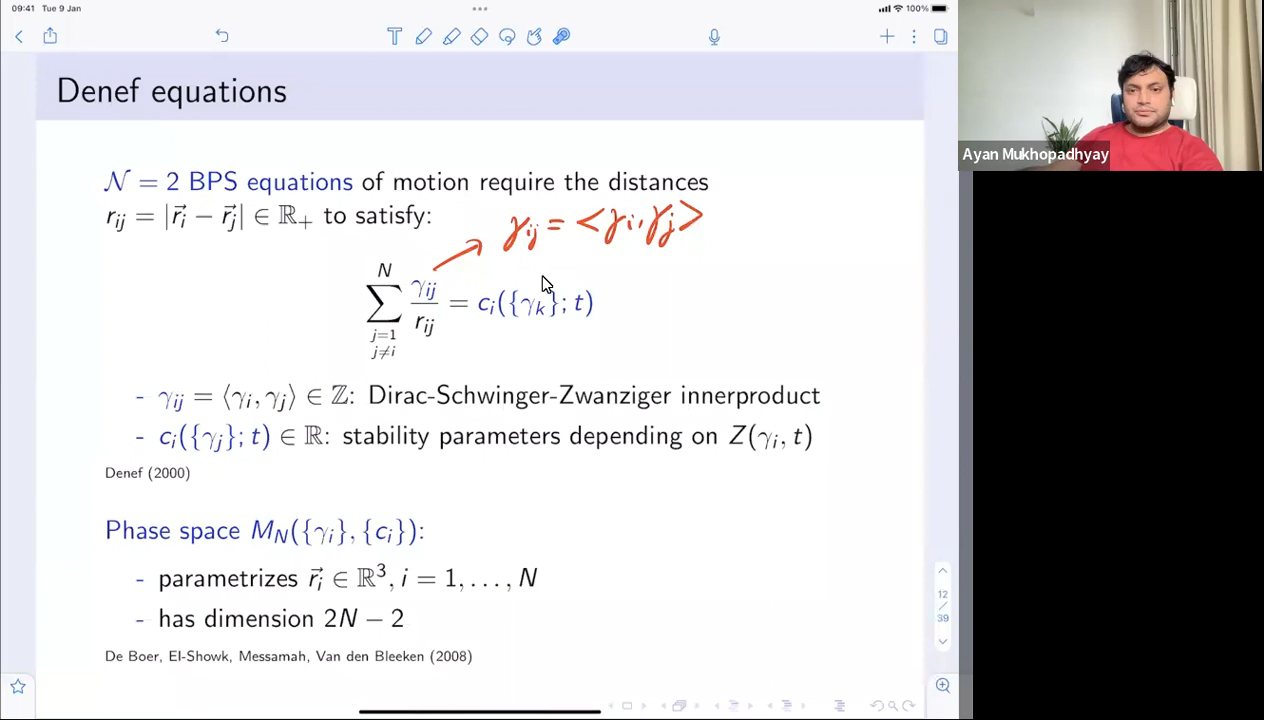 09:41 Tue 9 Jan
100%
Denef equations
𝒩 = 2 BPS equations of motion require the distances
r_ij = |r⃗_i − r⃗_j| ∈ ℝ₊ to satisfy:
γ_ij = <γ_i, γ_j>
∑_{j=1, j≠i}^{N} γ_ij / r_ij = c_i({γ_k}; t)
- γ_ij = ⟨γ_i, γ_j⟩ ∈ ℤ: Dirac-Schwinger-Zwanziger innerproduct
- c_i({γ_j}; t) ∈ ℝ: stability parameters depending on Z(γ_i, t)
Denef (2000)
Phase space M_N({γ_i}, {c_i}):
- parametrizes r⃗_i ∈ ℝ³, i = 1, . . . , N
- has dimension 2N − 2
De Boer, El-Showk, Messamah, Van den Bleeken (2008)
12
/
39
Ayan Mukhopadhyay